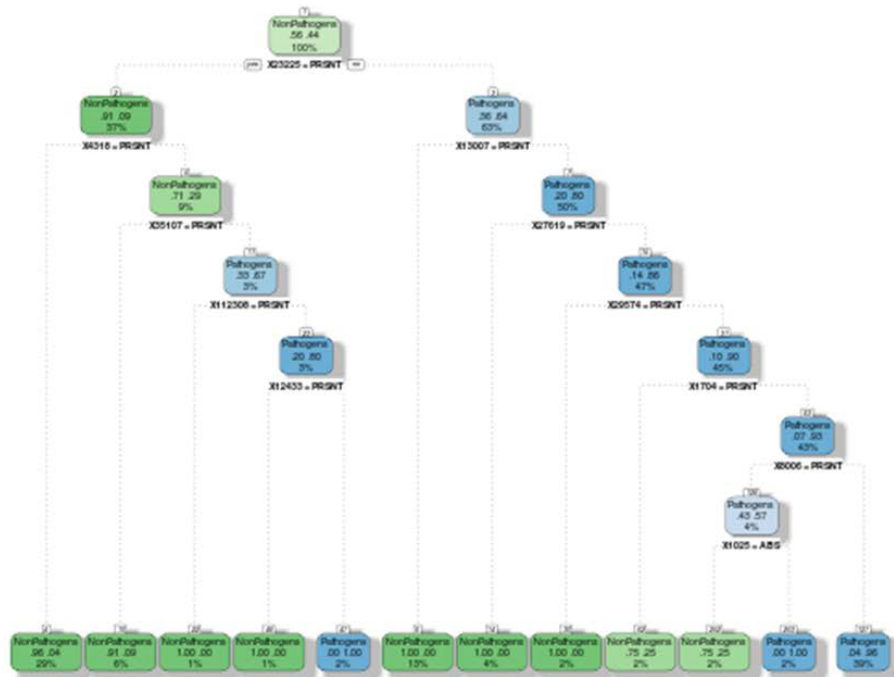 NonPathogens
.56 .44
100%
yes
X23225 = PRSNT
NonPathogens
.91 .09
37%
X4316 = PRSNT
Pathogens
.36 .64
63%
X13007 = PRSNT
NonPathogens
.71 .29
9%
X35107 = PRSNT
Pathogens
.20 .80
50%
X27619 = PRSNT
Pathogens
.33 .67
3%
X112306 = PRSNT
Pathogens
.14 .86
47%
X29574 = PRSNT
Pathogens
.20 .80
3%
X12433 = PRSNT
Pathogens
.10 .90
45%
X1704 = PRSNT
Pathogens
.07 .93
43%
X8006 = PRSNT
Pathogens
.43 .57
4%
X1025 = ABS
NonPathogens
.96 .04
29%
NonPathogens
.91 .09
6%
NonPathogens
1.00 .00
1%
NonPathogens
1.00 .00
1%
Pathogens
.00 1.00
2%
NonPathogens
1.00 .00
13%
NonPathogens
1.00 .00
4%
NonPathogens
1.00 .00
2%
NonPathogens
.75 .25
2%
NonPathogens
.75 .25
2%
Pathogens
.00 1.00
2%
Pathogens
.04 .96
39%